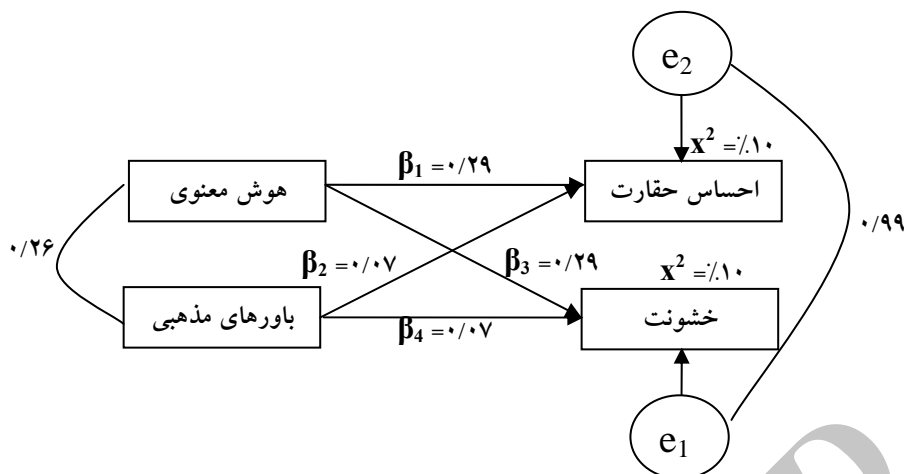 e₂
x² =٪۱۰
β₁ =۰/۲۹
هوش معنوی
احساس حقارت
۰/۹۹
۰/۲۶
β₂ =۰/۰۷
β₃ =۰/۲۹
x² =٪۱۰
باورهای مذهبی
خشونت
β₄ =۰/۰۷
e₁